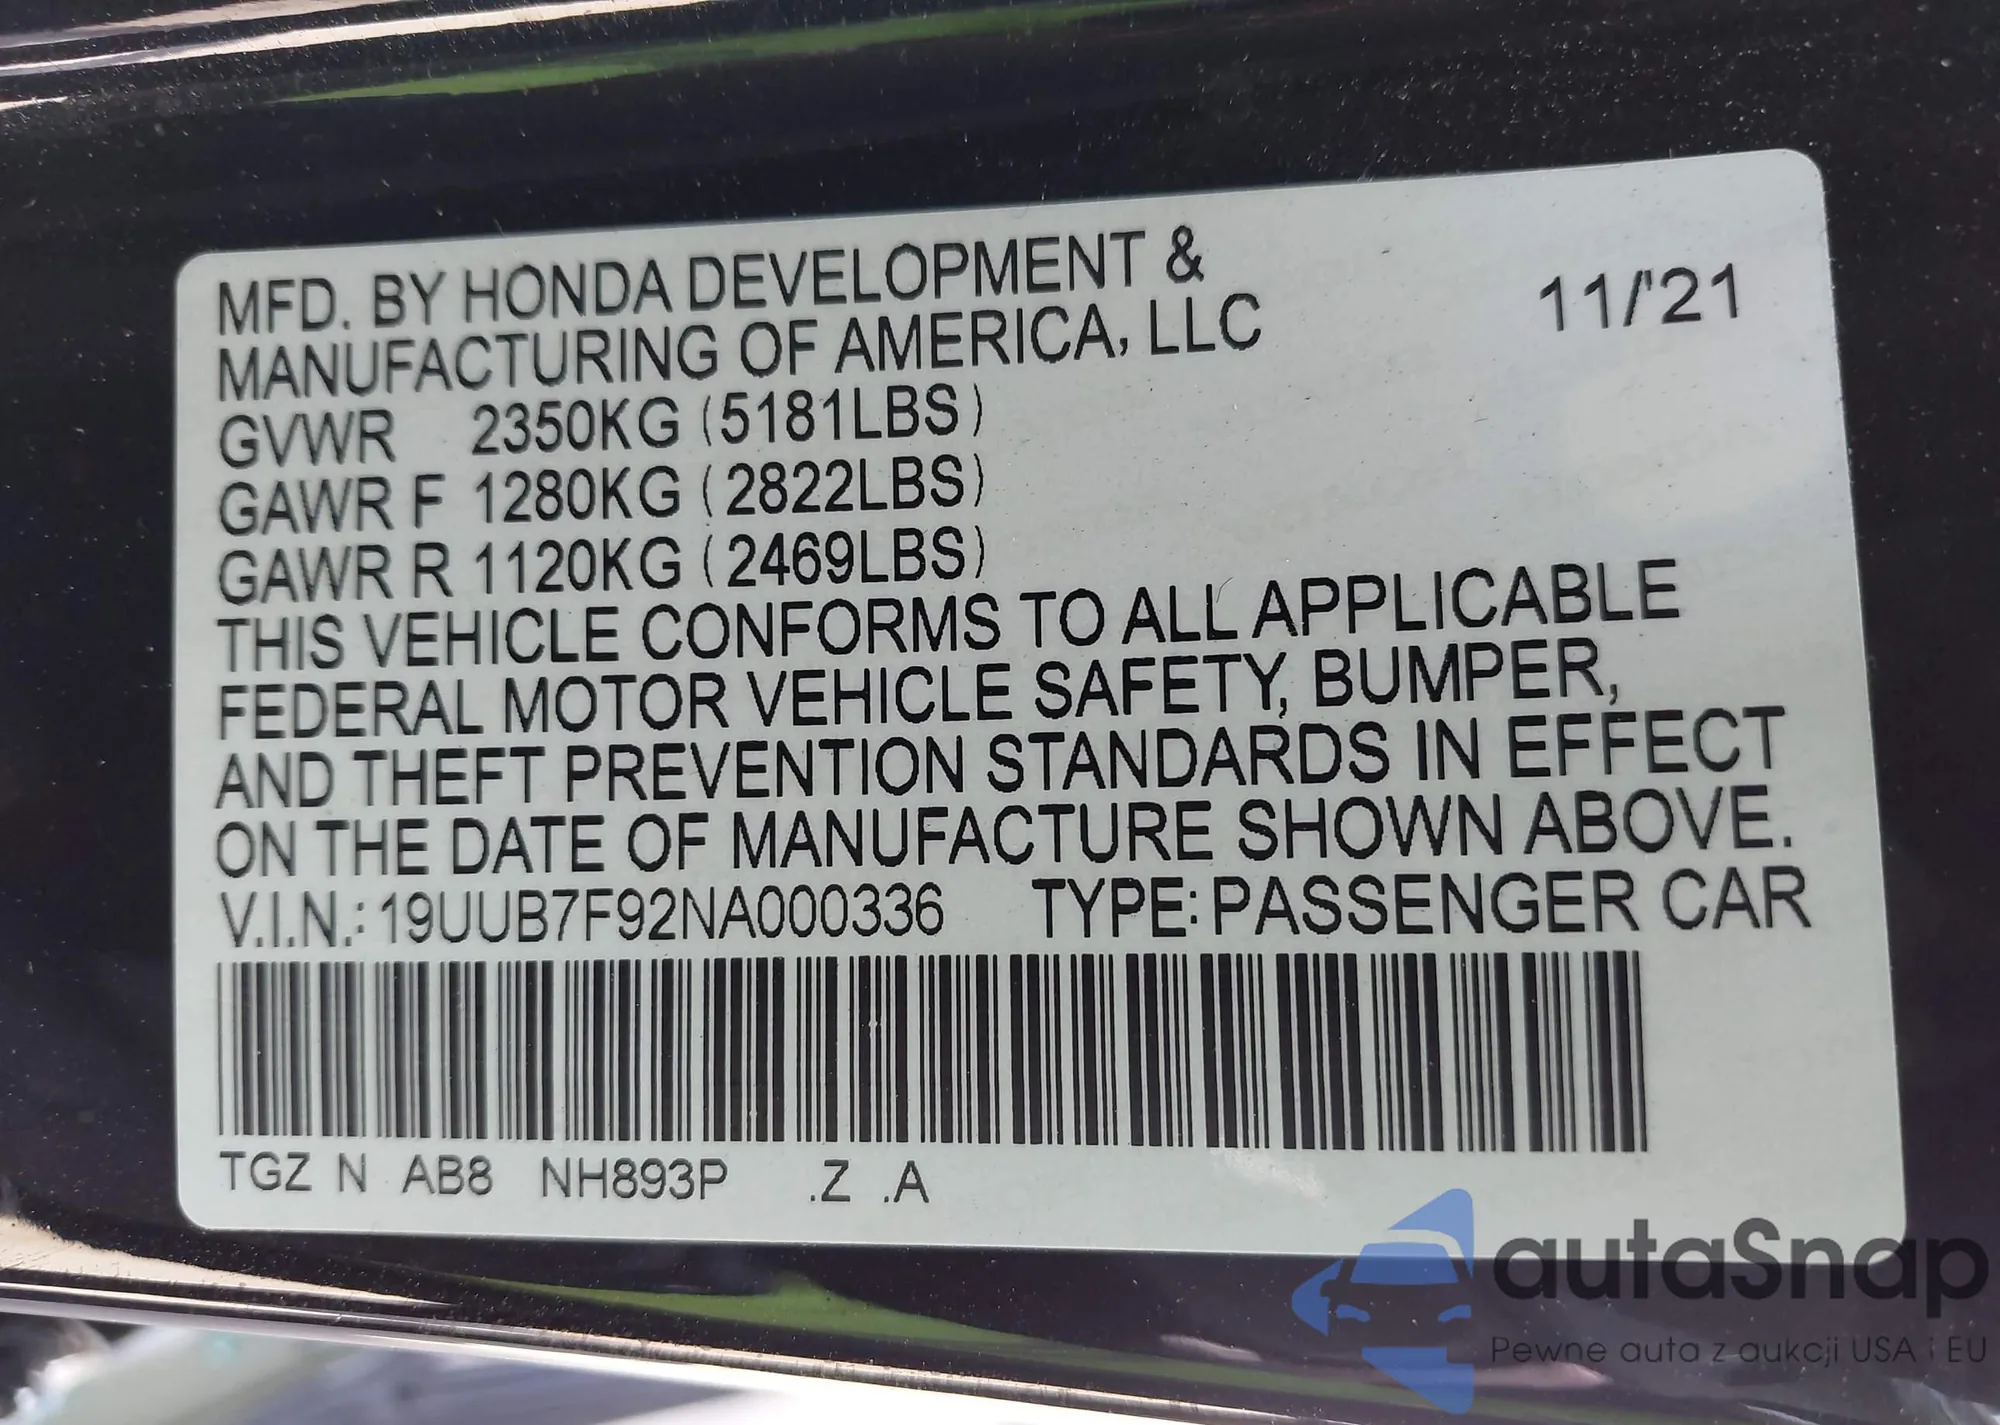 MFD. BY HONDA DEVELOPMENT &
MANUFACTURING OF AMERICA, LLC
11/'21
GVWR 2350KG (5181LBS)
GAWR F 1280KG (2822LBS)
GAWR R 1120KG (2469LBS)
THIS VEHICLE CONFORMS TO ALL APPLICABLE
FEDERAL MOTOR VEHICLE SAFETY, BUMPER,
AND THEFT PREVENTION STANDARDS IN EFFECT
ON THE DATE OF MANUFACTURE SHOWN ABOVE.
V.I.N.: 19UUB7F92NA000336 TYPE: PASSENGER CAR
TGZ N AB8 NH893P .Z .A
autaSnap
Pewne auta z aukcji USA i EU